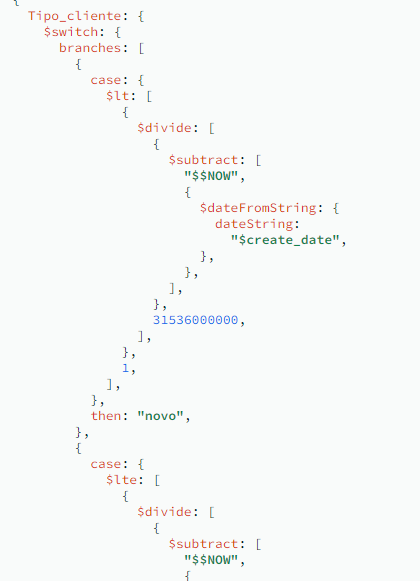 {
Tipo_cliente: {
$switch: {
branches: [
{
case: {
$lt: [
{
$divide: [
{
$subtract: [
"$$NOW",
{
$dateFromString: {
dateString:
"$create_date",
},
},
],
},
31536000000,
],
},
1,
],
},
then: "novo",
},
{
case: {
$lte: [
{
$divide: [
{
$subtract: [
"$$NOW",
{